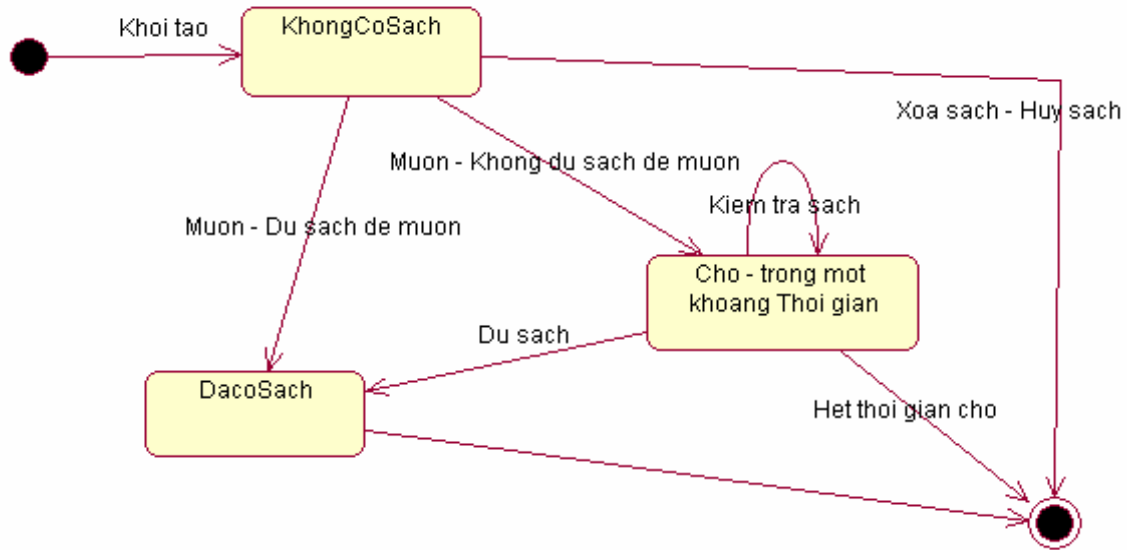 Khoi tao
KhongCoSach
Xoa sach - Huy sach
Muon - Khong du sach de muon
Kiem tra sach
Muon - Du sach de muon
Cho - trong mot
khoang Thoi gian
Du sach
DacoSach
Het thoi gian cho